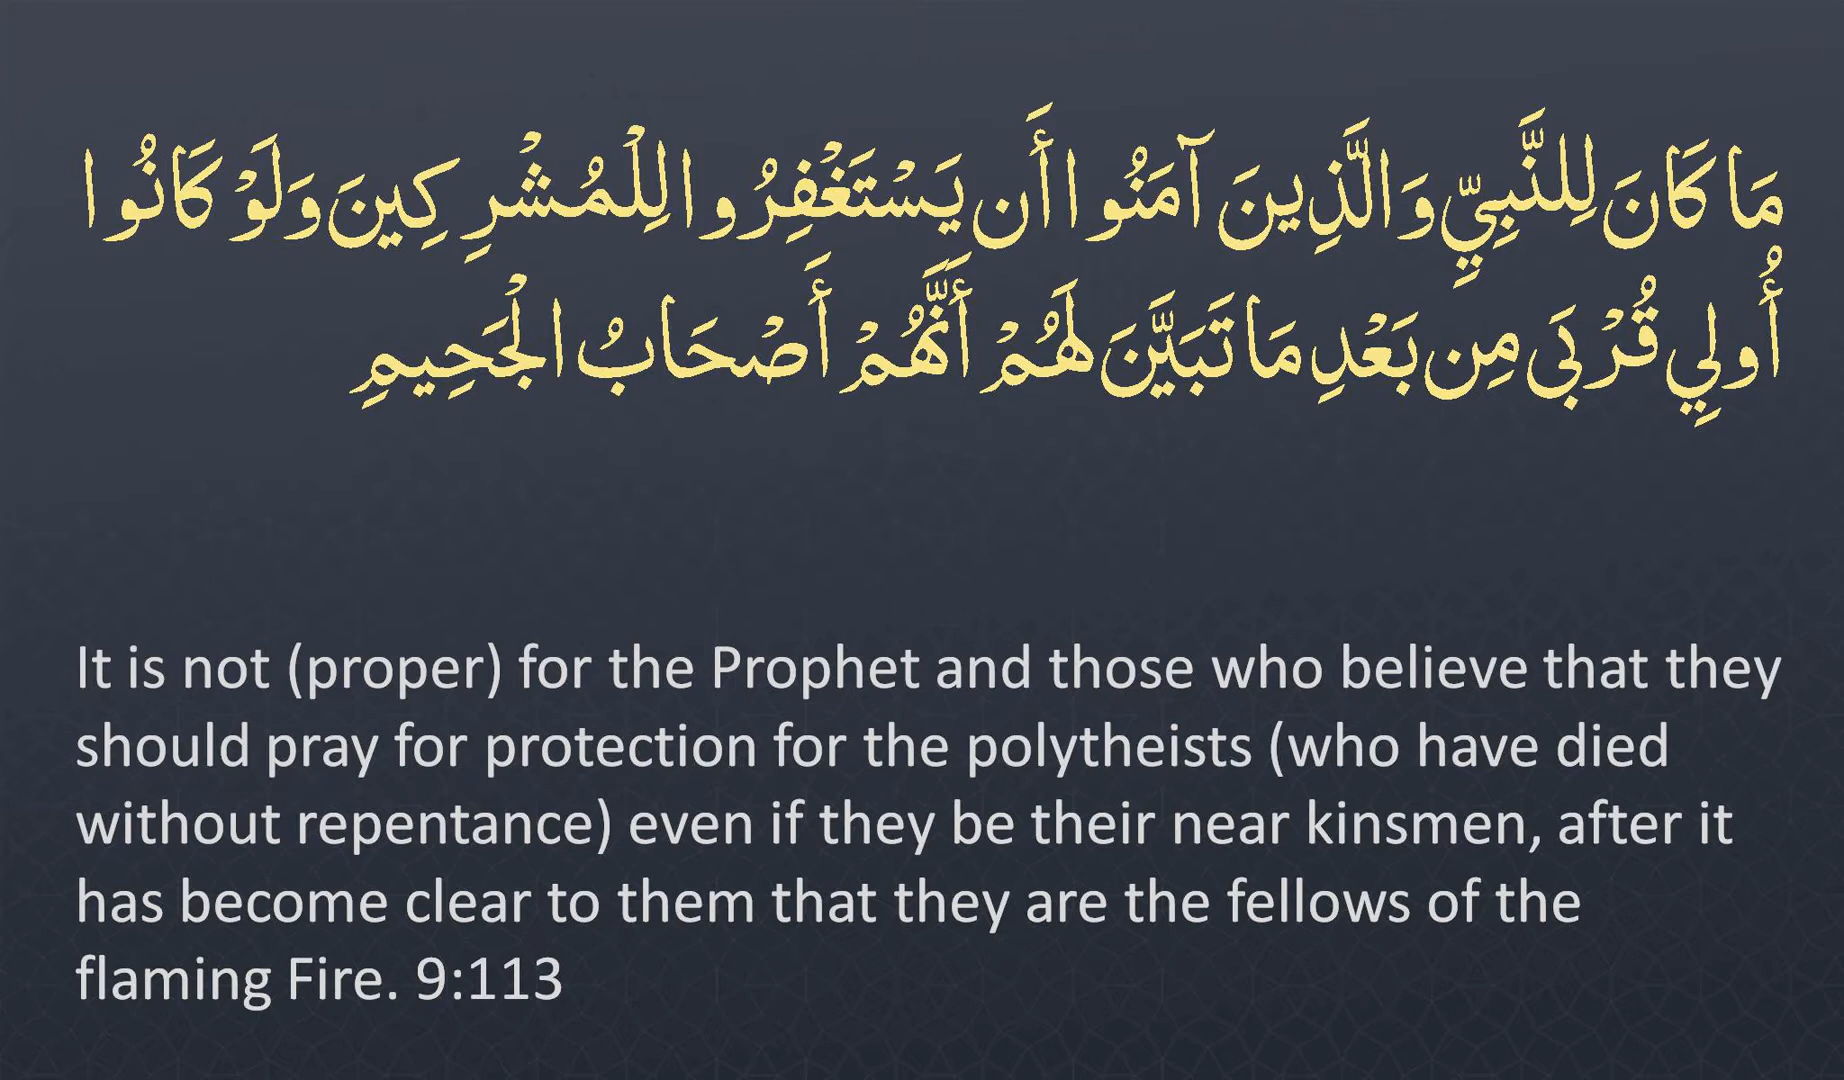 مَا كَانَ لِلنَّبِيِّ وَالَّذِينَ آمَنُوا أَن يَسْتَغْفِرُوا لِلْمُشْرِكِينَ وَلَوْ كَانُوا
أُولِي قُرْبَى مِن بَعْدِ مَا تَبَيَّنَ لَهُمْ أَنَّهُمْ أَصْحَابُ الْجَحِيمِ
It is not (proper) for the Prophet and those who believe that they
should pray for protection for the polytheists (who have died
without repentance) even if they be their near kinsmen, after it
has become clear to them that they are the fellows of the
flaming Fire. 9:113